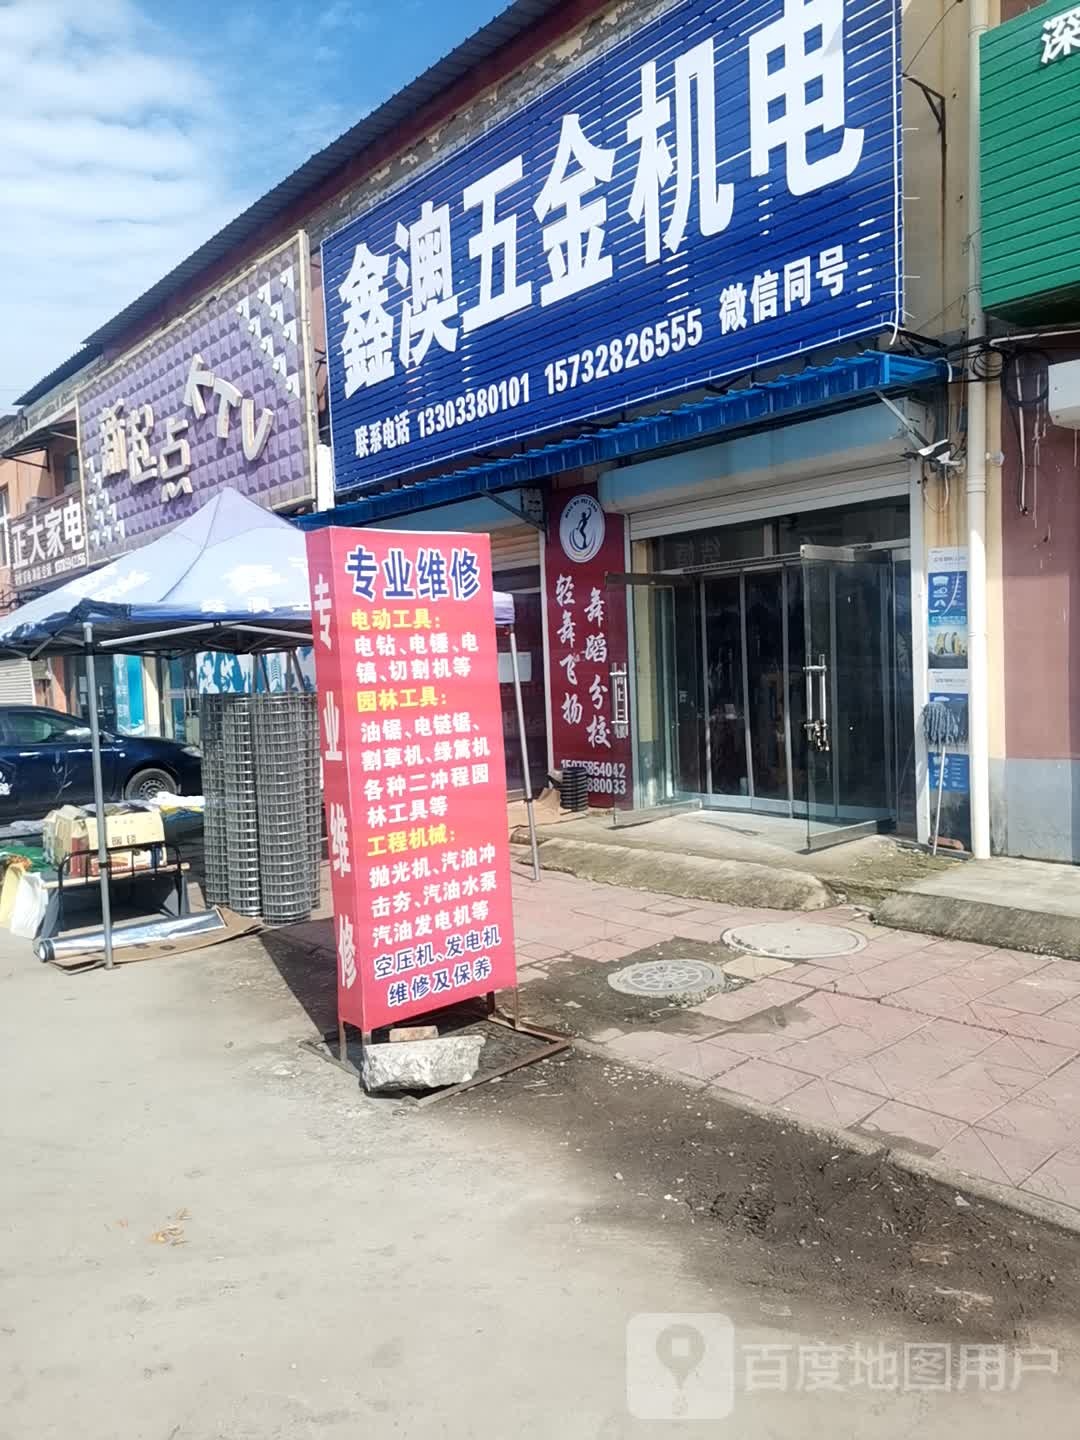 鑫澳五金机电
联系电话 13303380101 15732826555 微信同号
深
新起点KTV
正大家电
专业维修
专业维修
电动工具：
电钻、电锤、电
镐、切割机等
园林工具：
油锯、电链锯、
割草机、绿篱机
各种二冲程园
林工具等
工程机械：
抛光机、汽油冲
击夯、汽油水泵
汽油发电机等
空压机、发电机
维修及保养
轻舞飞扬
舞蹈分校
百度地图用户